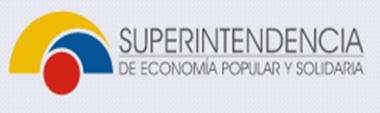 SUPERINTENDENCIA
DE ECONOMÍA POPULAR Y SOLIDARIA